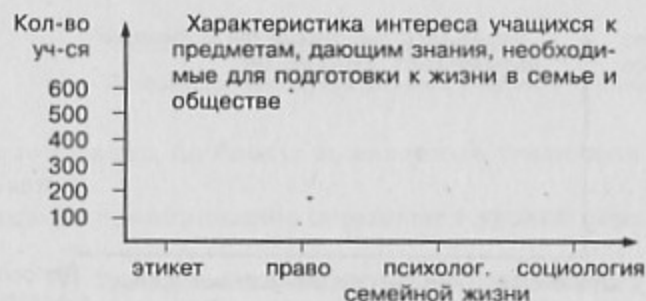 Кол-во
уч-ся
Характеристика интереса учащихся к
предметам, дающим знания, необходи-
мые для подготовки к жизни в семье и
обществе
600
500
400
300
200
100
этикет право психолог. социология
семейной жизни